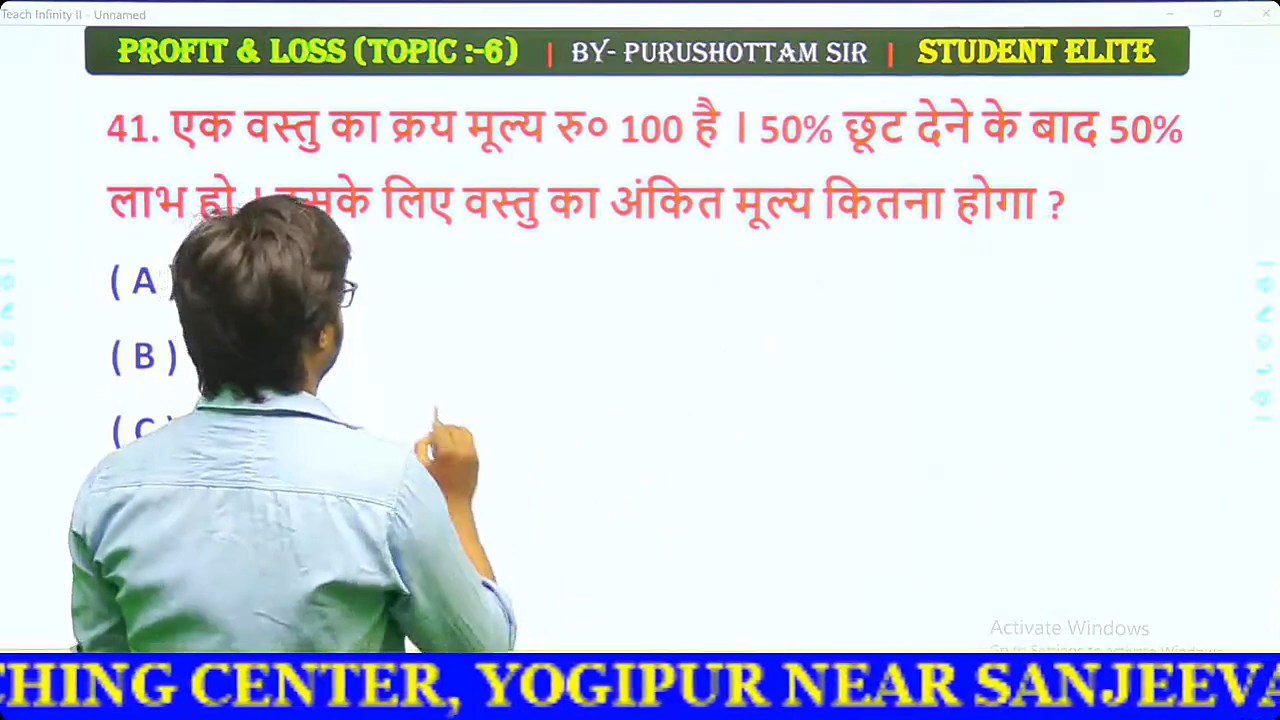 Teach Infinity II - Unnamed
PROFIT & LOSS (TOPIC :-6) | BY- PURUSHOTTAM SIR | STUDENT ELITE
41. एक वस्तु का क्रय मूल्य रु० 100 है । 50% छूट देने के बाद 50%
लाभ हो लिए वस्तु का अंकित मूल्य कितना होगा ?
( A )
( B )
( C
Activate Windows
CHING CENTER, YOGIPUR NEAR SANJEEVA